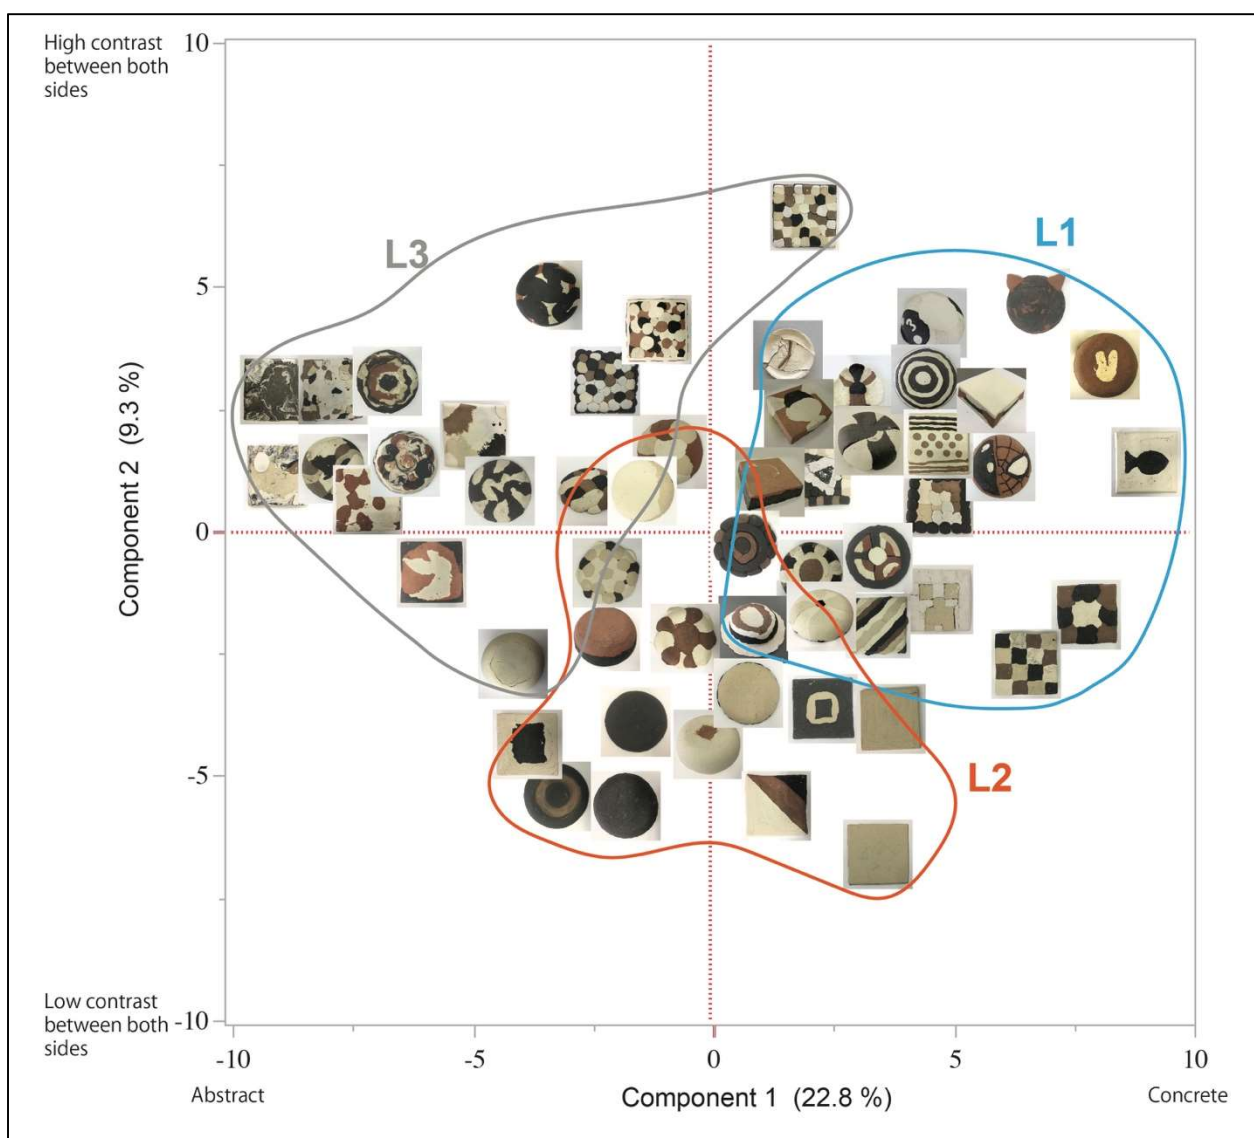 High contrast
between both
sides
10
5
0
-5
-10
Component 2 (9.3 %)
L3
L1
L2
Low contrast
between both
sides
-10
-5
0
5
10
Abstract
Component 1 (22.8 %)
Concrete